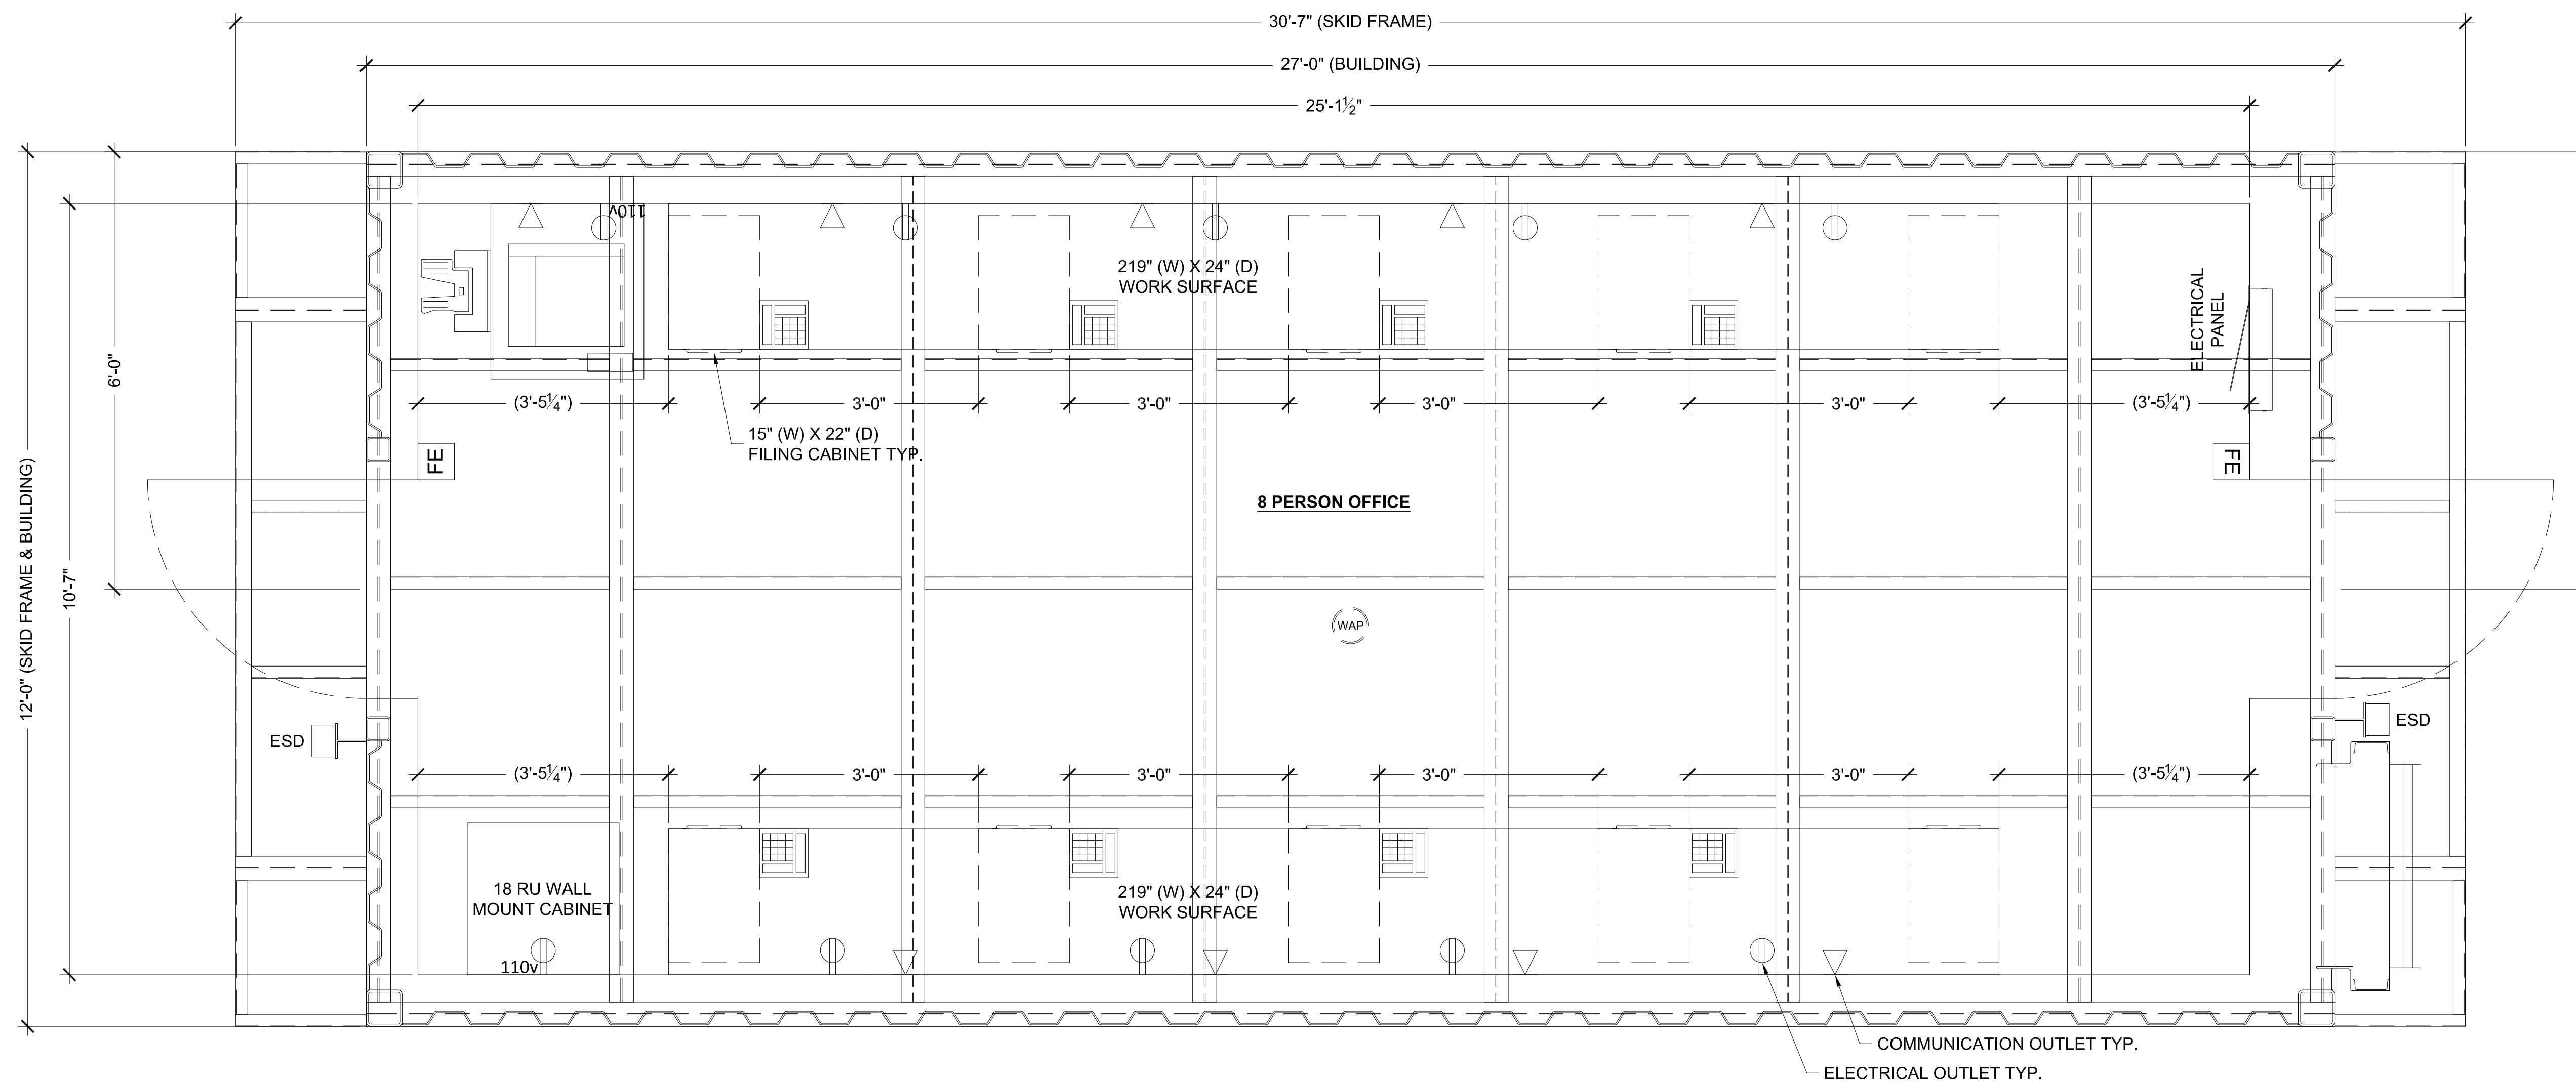 30'-7" (SKID FRAME)
27'-0" (BUILDING)
25'-1½"
12'-0" (SKID FRAME & BUILDING)
10'-7"
6'-0"
110v
219" (W) X 24" (D)
WORK SURFACE
ELECTRICAL
PANEL
(3'-5¼")
3'-0"
3'-0"
3'-0"
3'-0"
(3'-5¼")
15" (W) X 22" (D)
FILING CABINET TYP.
FE
FE
8 PERSON OFFICE
WAP
ESD
ESD
(3'-5¼")
3'-0"
3'-0"
3'-0"
3'-0"
(3'-5¼")
18 RU WALL
MOUNT CABINET
110v
219" (W) X 24" (D)
WORK SURFACE
COMMUNICATION OUTLET TYP.
ELECTRICAL OUTLET TYP.